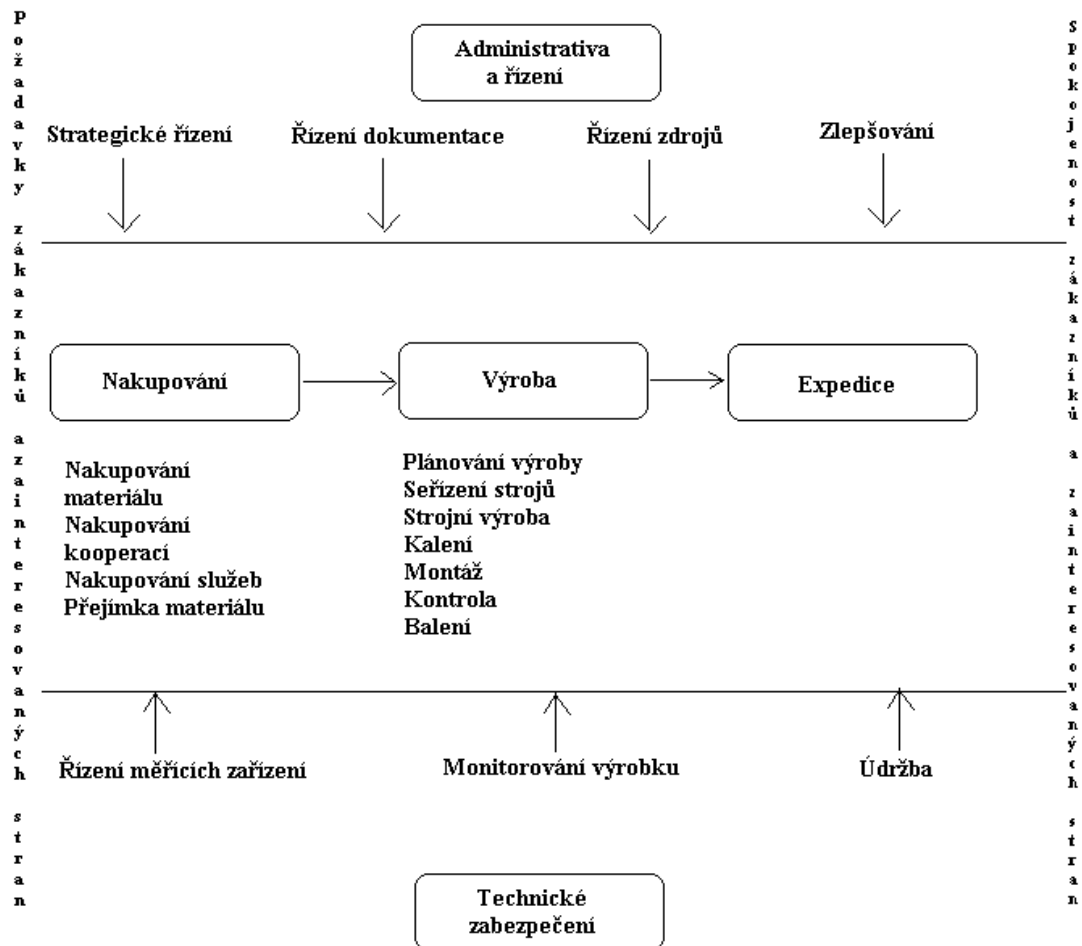 Požadavky zákazníků a zainteresovaných stran
Administrativa
a řízení
Strategické řízení
Řízení dokumentace
Řízení zdrojů
Zlepšování
Nakupování
Výroba
Expedice
Nakupování
materiálu
Nakupování
kooperací
Nakupování služeb
Přejímka materiálu
Plánování výroby
Seřízení strojů
Strojní výroba
Kalení
Montáž
Kontrola
Balení
Řízení měřicích zařízení
Monitorování výrobku
Údržba
Technické
zabezpečení
Spokojenost zákazníků a zainteresovaných stran